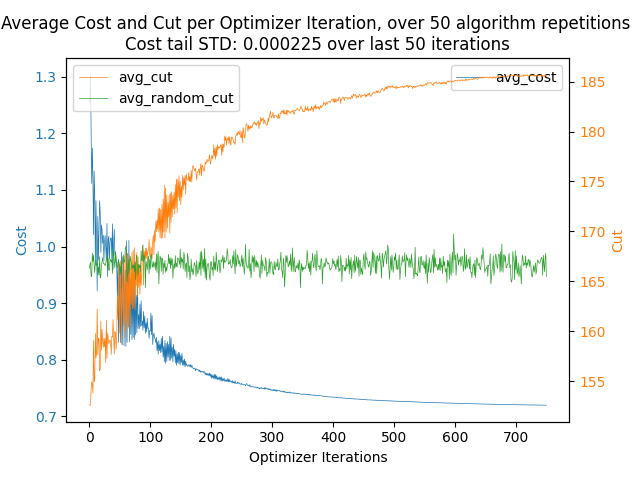 Average Cost and Cut per Optimizer Iteration, over 50 algorithm repetitions
Cost tail STD: 0.000225 over last 50 iterations
avg_cut
avg_random_cut
avg_cost
Cost
1.3
1.2
1.1
1.0
0.9
0.8
0.7
Cut
185
180
175
170
165
160
155
0 100 200 300 400 500 600 700
Optimizer Iterations